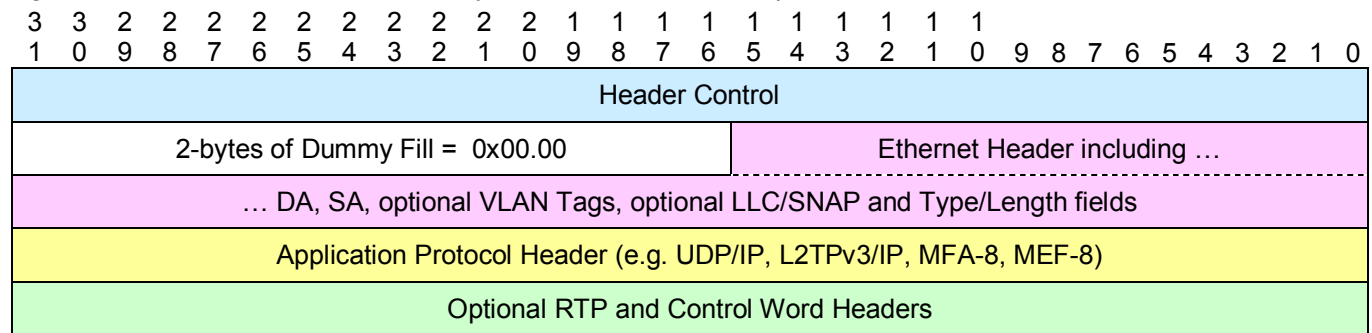 3 3 2 2 2 2 2 2 2 2 2 2 1 1 1 1 1 1 1 1 1 1
1 0 9 8 7 6 5 4 3 2 1 0 9 8 7 6 5 4 3 2 1 0 9 8 7 6 5 4 3 2 1 0
Header Control
2-bytes of Dummy Fill = 0x00.00 Ethernet Header including …
… DA, SA, optional VLAN Tags, optional LLC/SNAP and Type/Length fields
Application Protocol Header (e.g. UDP/IP, L2TPv3/IP, MFA-8, MEF-8)
Optional RTP and Control Word Headers